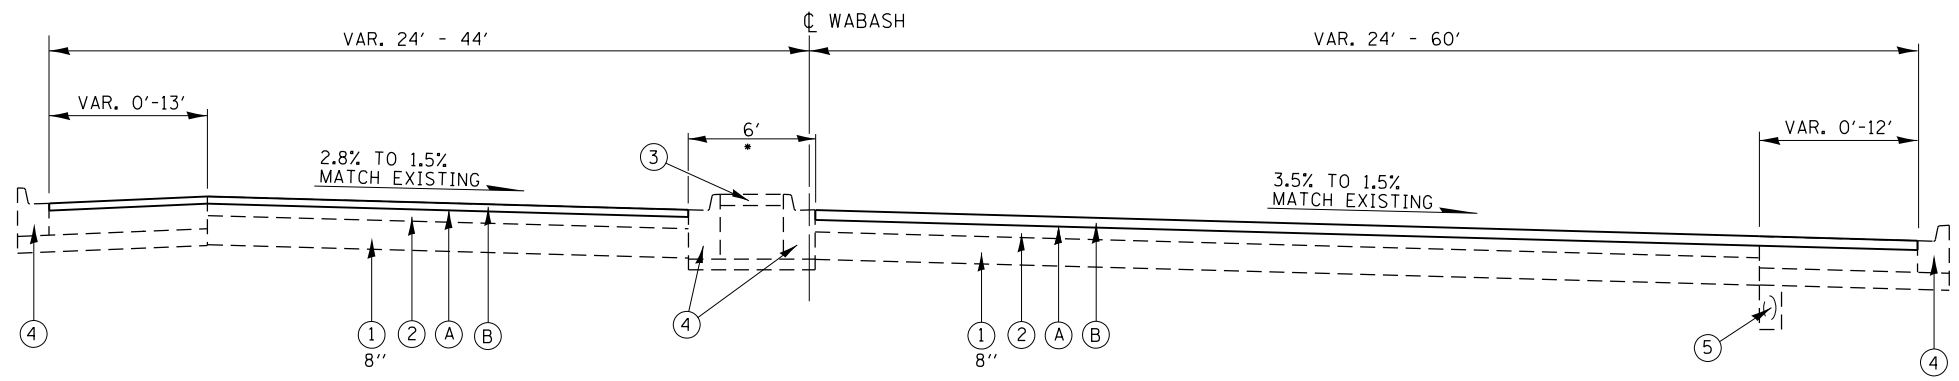 ℄ WABASH
VAR. 24' - 44'
VAR. 24' - 60'
VAR. 0'-13'
6'
*
VAR. 0'-12'
2.8% TO 1.5%
MATCH EXISTING
3
3.5% TO 1.5%
MATCH EXISTING
4
1
8''
2
A
B
4
1
8''
2
A
B
5
4